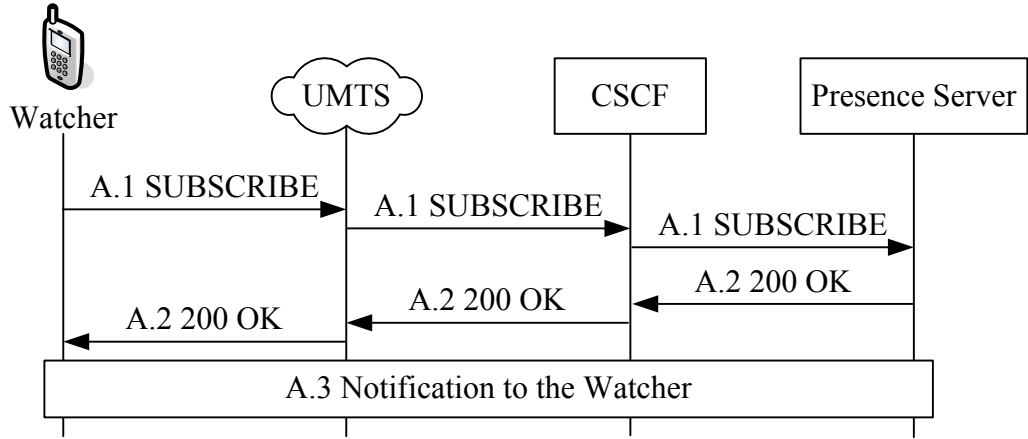 Watcher
UMTS
CSCF
Presence Server
A.1 SUBSCRIBE
A.1 SUBSCRIBE
A.1 SUBSCRIBE
A.2 200 OK
A.2 200 OK
A.2 200 OK
A.3 Notification to the Watcher